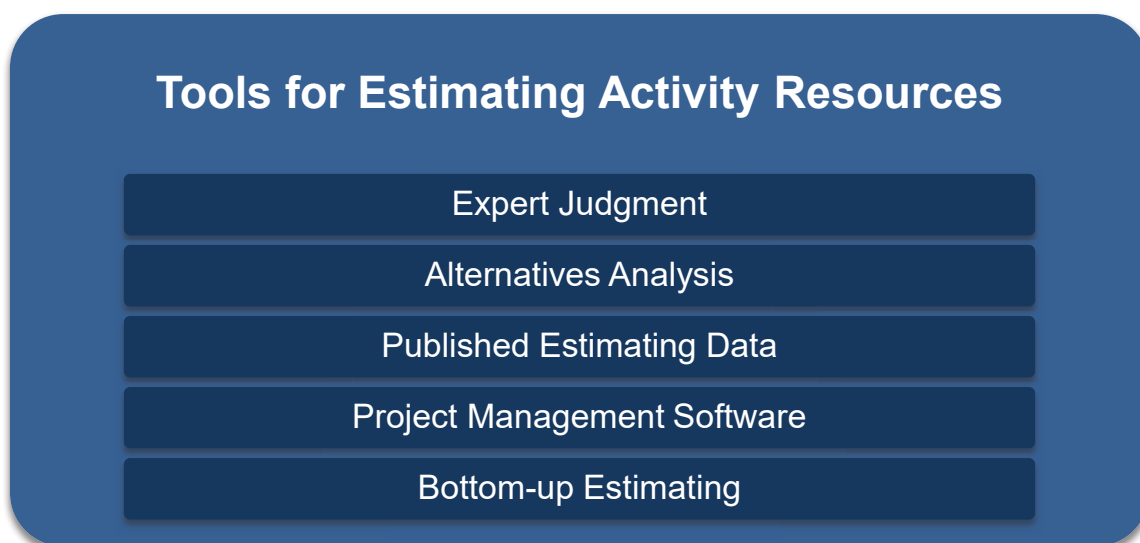 Tools for Estimating Activity Resources
Expert Judgment
Alternatives Analysis
Published Estimating Data
Project Management Software
Bottom-up Estimating